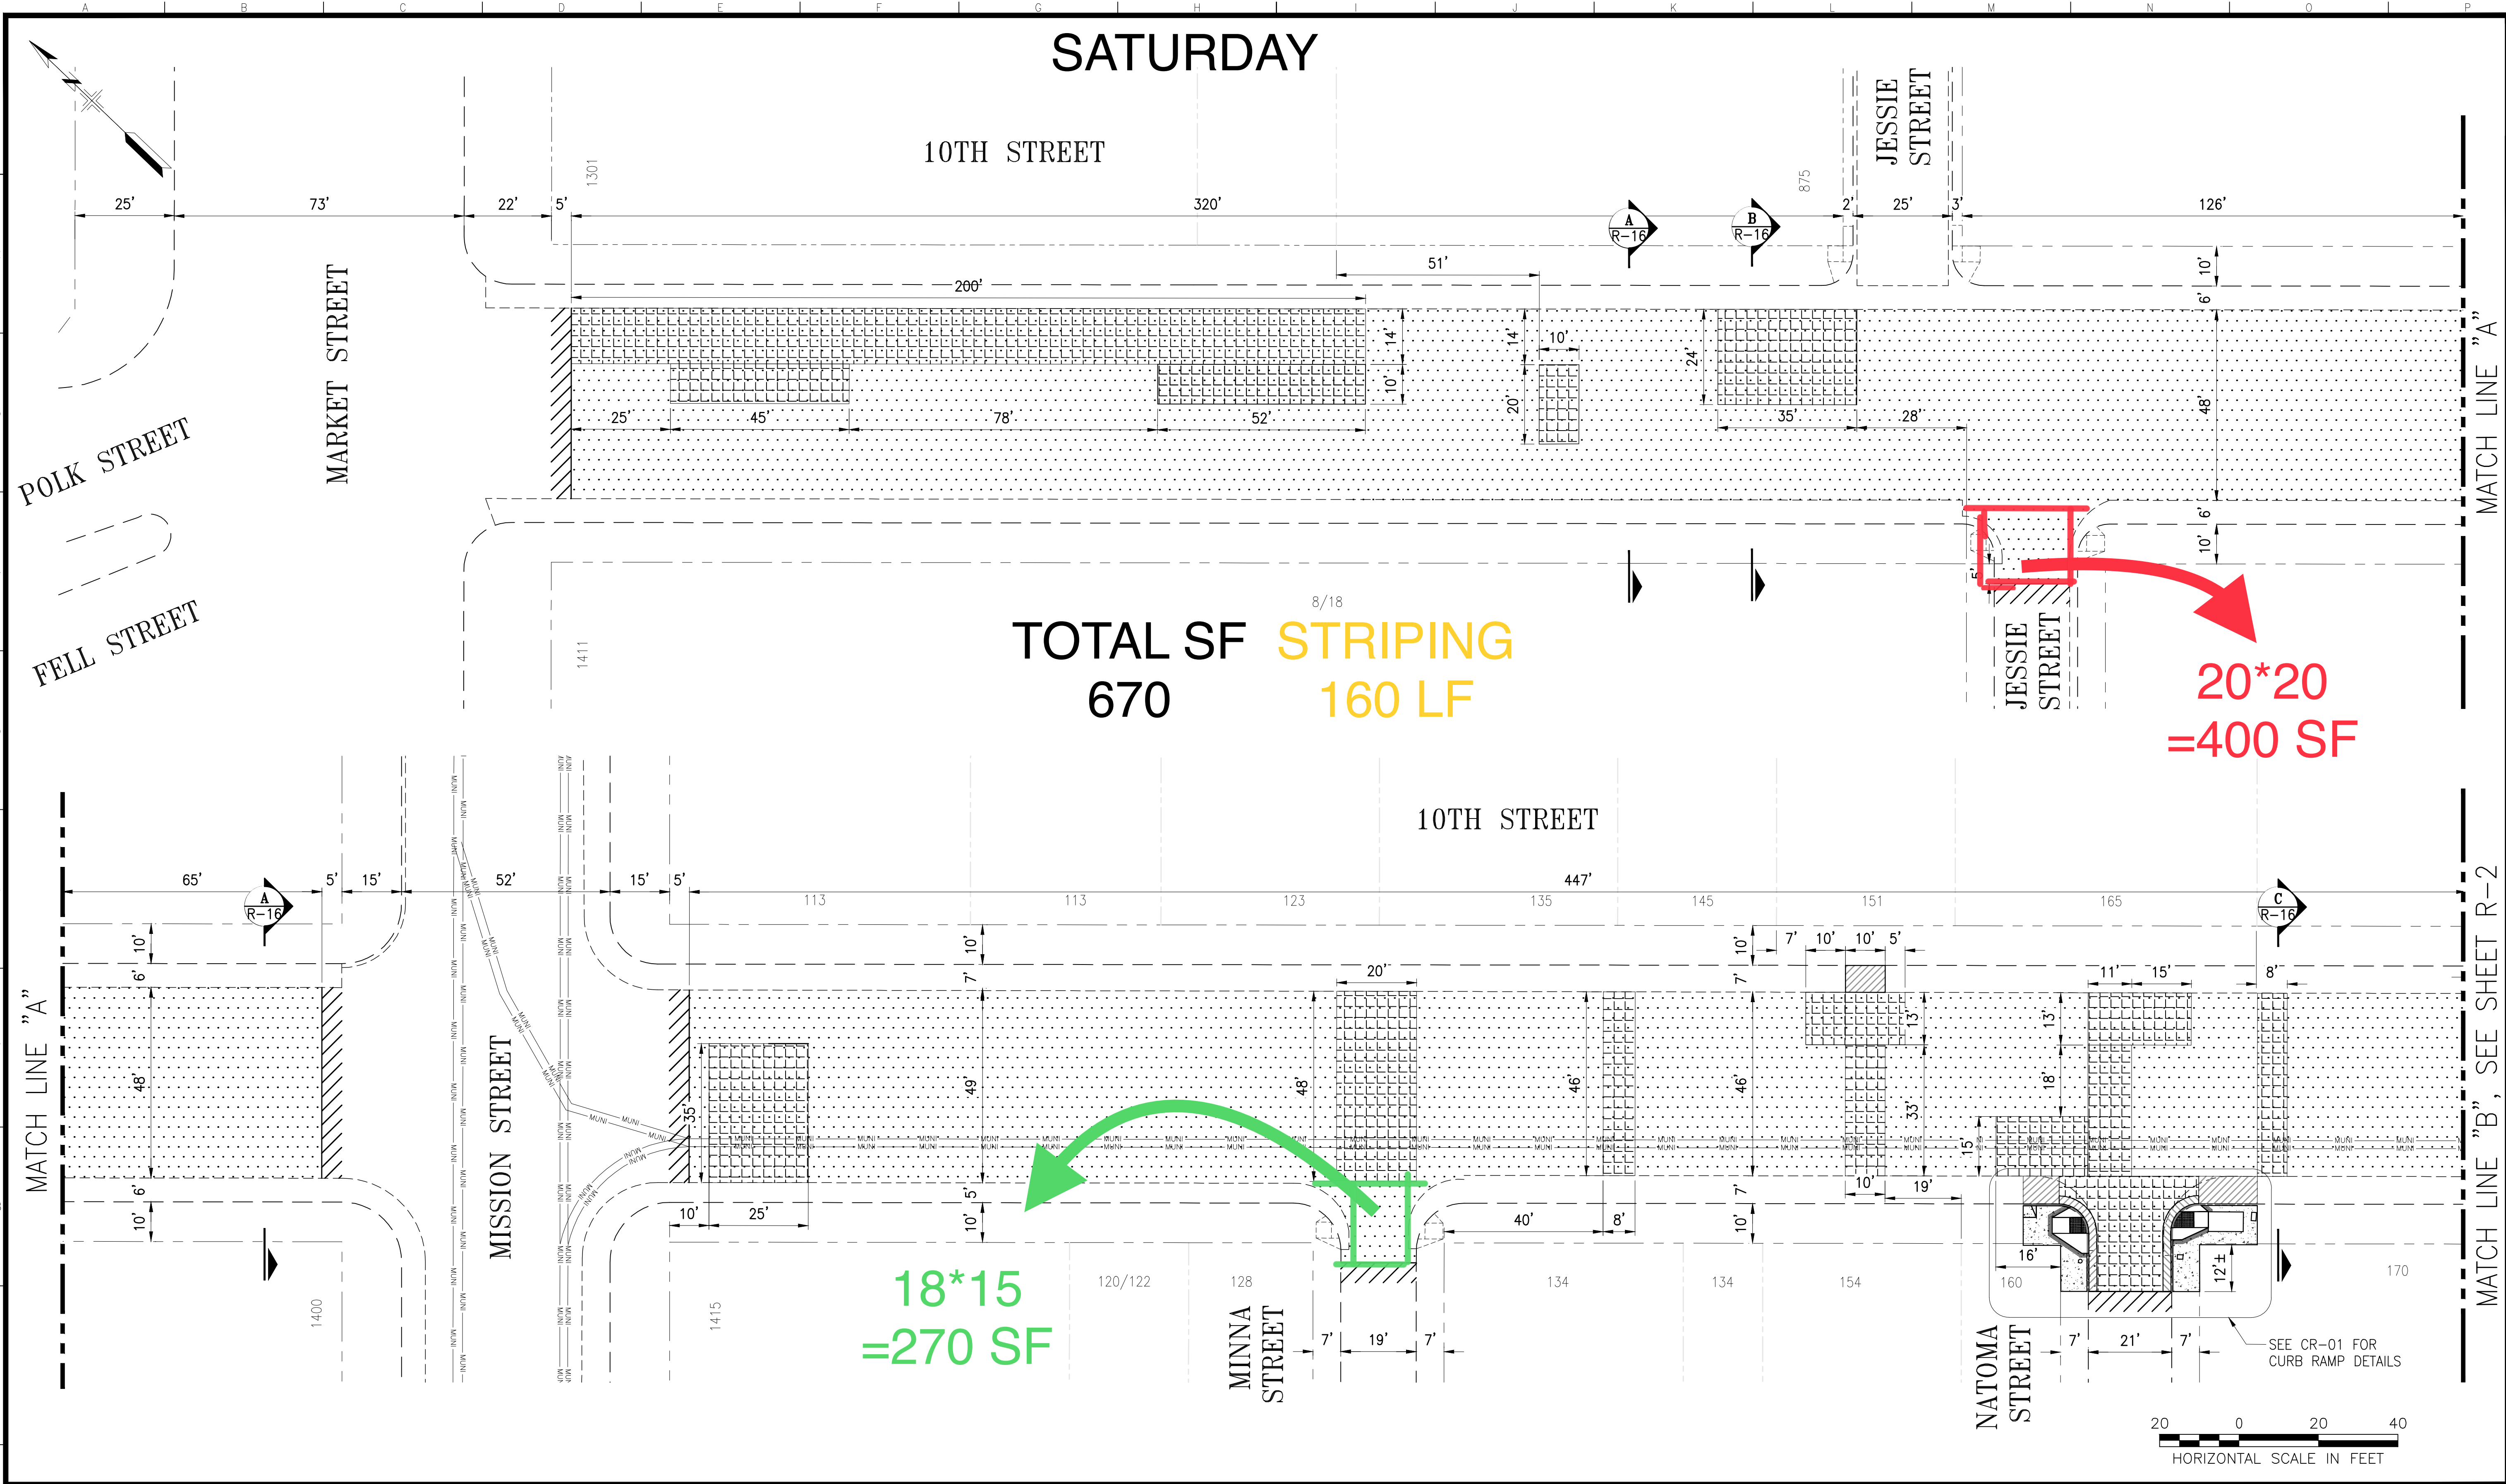 A B C D E F G H I J K L M N O P
SATURDAY
10TH STREET
JESSIE
STREET
1301
875
25' 73' 22' 5' 320' 2' 25' 3' 126'
A
R-16
B
R-16
51'
200'
10'
6'
14'
10'
14'
10'
20'
24'
48'
25' 45' 78' 52' 35' 28'
6'
10'
5'
MARKET STREET
POLK STREET
FELL STREET
MATCH LINE "A"
1411
8/18
TOTAL SF STRIPING
670 160 LF
JESSIE
STREET
20*20
=400 SF
10TH STREET
65' 5' 15' 52' 15' 5' 447'
A
R-16
113 113 123 135 145 151 165
C
R-16
10'
6'
48'
6'
10'
10'
7'
49'
5'
10'
35'
20'
48'
46'
10'
7'
46'
7'
10'
7' 10' 10' 5'
13'
33'
13'
18'
15'
11' 15' 8'
MUNI MUNI MUNI MUNI MUNI MUNI MUNI MUNI
MATCH LINE "A"
MISSION STREET
MATCH LINE "B", SEE SHEET R-2
10' 25' 40' 8' 10' 19'
16'
12'±
1400
1415
120/122 128 134 134 154 160 170
18*15
=270 SF
MINNA
STREET
7' 19' 7'
NATOMA
STREET
7' 21' 7'
SEE CR-01 FOR
CURB RAMP DETAILS
20 0 20 40
HORIZONTAL SCALE IN FEET